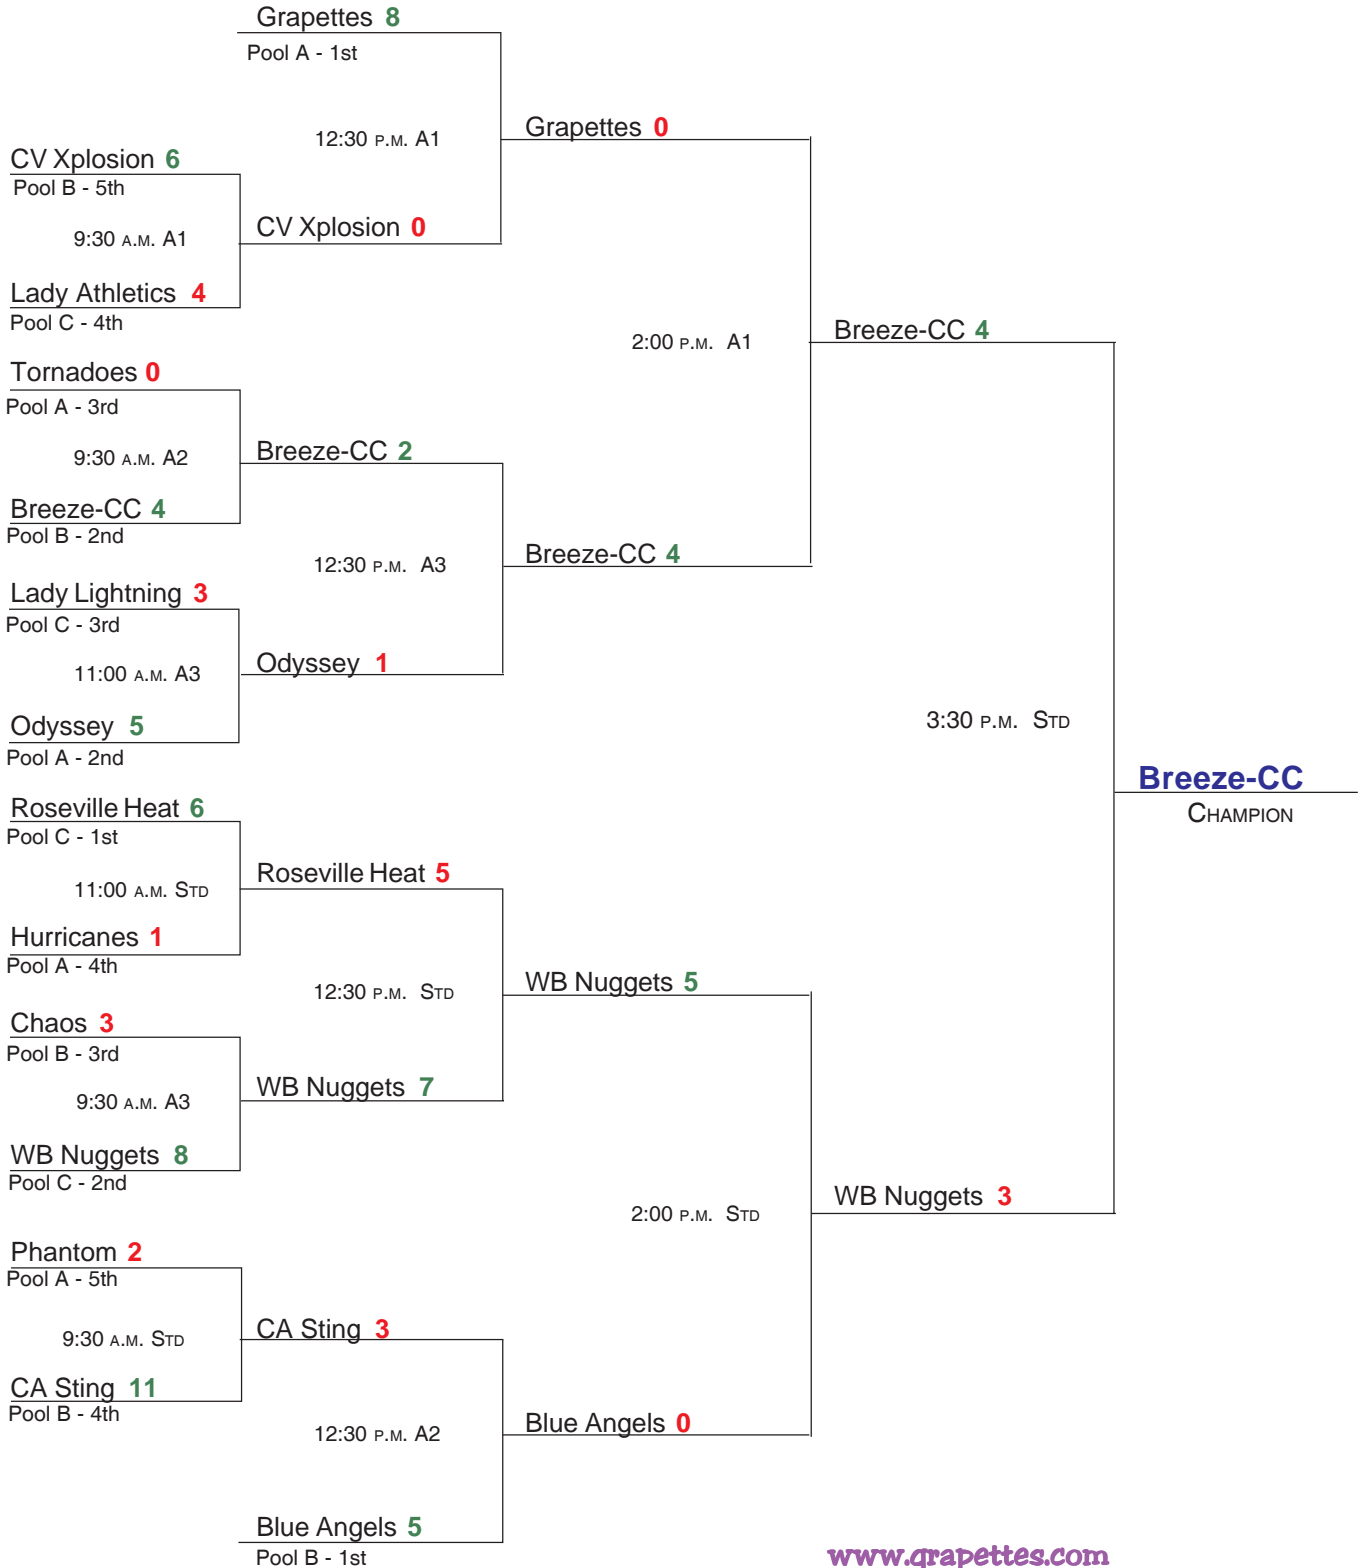 Grapettes 8
Pool A - 1st
12:30 P.M. A1
Grapettes 0
CV Xplosion 6
Pool B - 5th
9:30 A.M. A1
CV Xplosion 0
Lady Athletics 4
Pool C - 4th
2:00 P.M. A1
Breeze-CC 4
Tornadoes 0
Pool A - 3rd
9:30 A.M. A2
Breeze-CC 2
Breeze-CC 4
Pool B - 2nd
12:30 P.M. A3
Breeze-CC 4
Lady Lightning 3
Pool C - 3rd
11:00 A.M. A3
Odyssey 1
Odyssey 5
Pool A - 2nd
3:30 P.M. STD
Breeze-CC
CHAMPION
Roseville Heat 6
Pool C - 1st
11:00 A.M. STD
Roseville Heat 5
Hurricanes 1
Pool A - 4th
12:30 P.M. STD
WB Nuggets 5
Chaos 3
Pool B - 3rd
9:30 A.M. A3
WB Nuggets 7
WB Nuggets 8
Pool C - 2nd
2:00 P.M. STD
WB Nuggets 3
Phantom 2
Pool A - 5th
9:30 A.M. STD
CA Sting 3
CA Sting 11
Pool B - 4th
12:30 P.M. A2
Blue Angels 0
Blue Angels 5
Pool B - 1st
www.grapettes.com